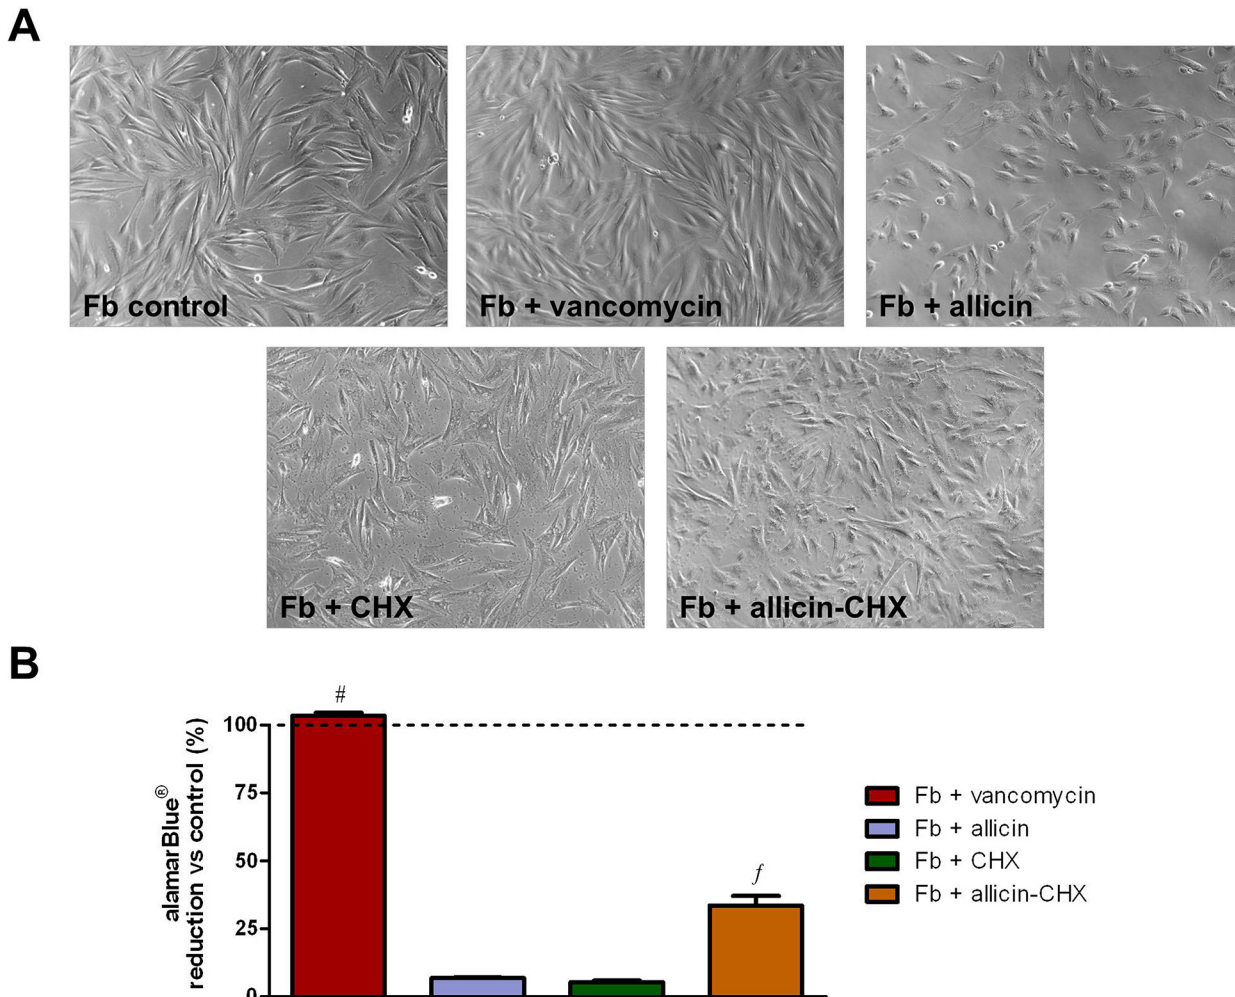 A
Fb control
Fb + vancomycin
Fb + allicin
Fb + CHX
Fb + allicin-CHX
B
alamarBlue®
reduction vs control (%)
100
75
50
25
0
#
ƒ
Fb + vancomycin
Fb + allicin
Fb + CHX
Fb + allicin-CHX